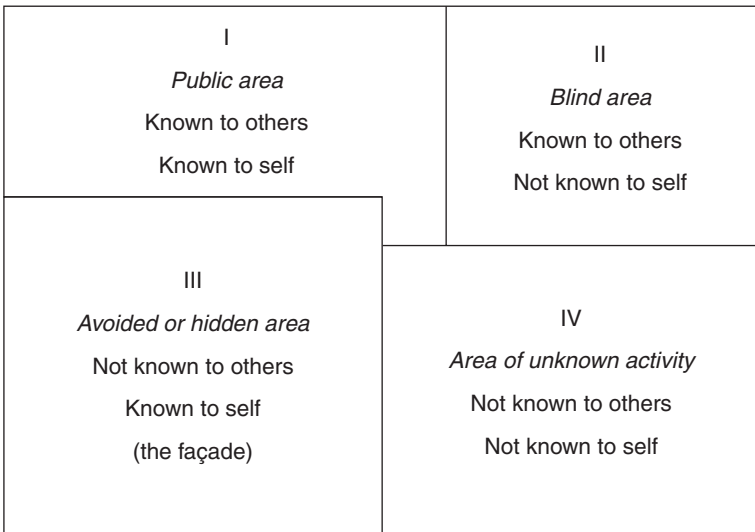 I
Public area
Known to others
Known to self
II
Blind area
Known to others
Not known to self
III
Avoided or hidden area
Not known to others
Known to self
(the façade)
IV
Area of unknown activity
Not known to others
Not known to self